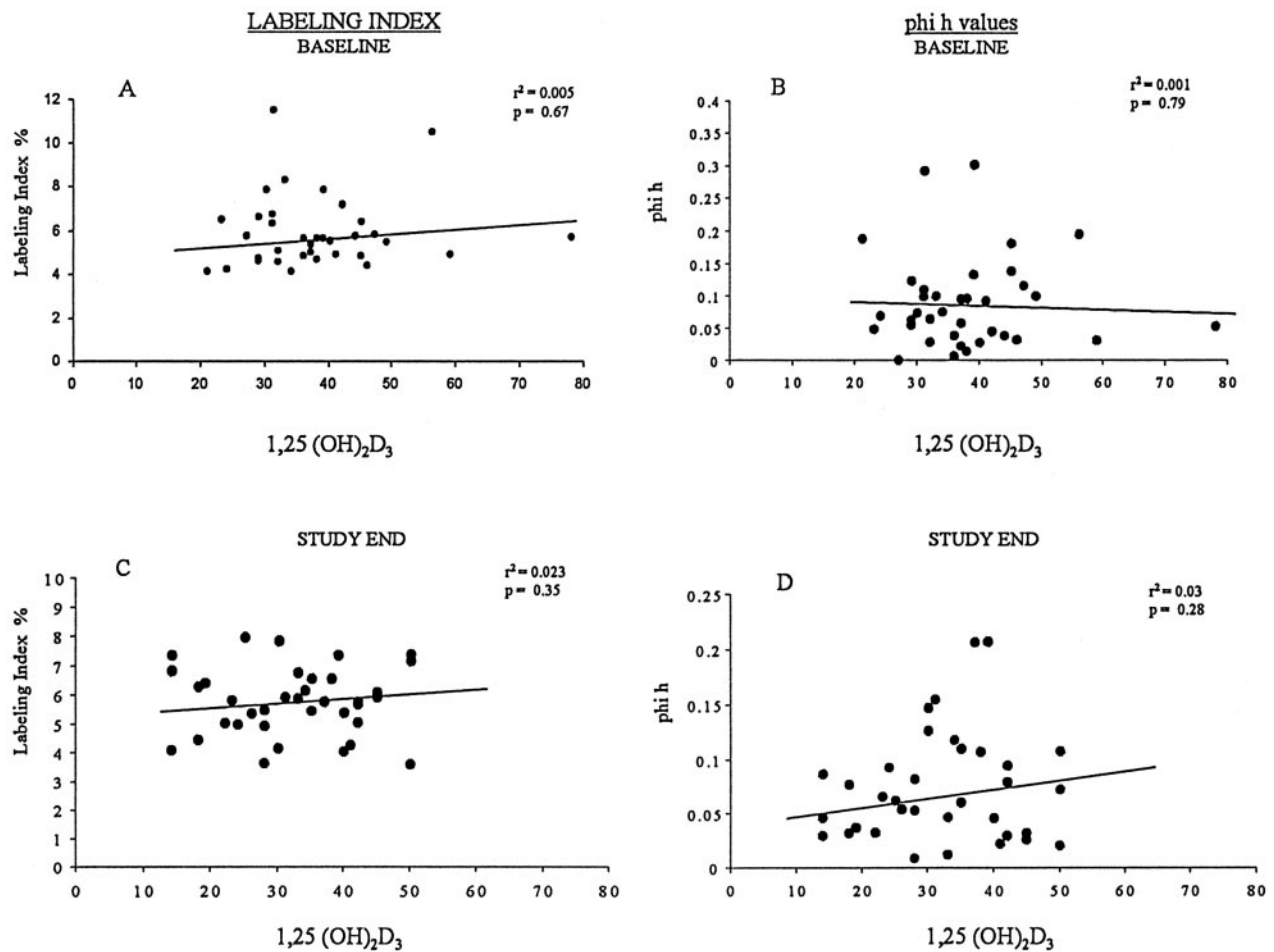 LABELING INDEX
BASELINE
A
r² = 0.005
p = 0.67
Labeling Index %
12
10
8
6
4
2
0
0 10 20 30 40 50 60 70 80
1,25 (OH)₂D₃
phi h values
BASELINE
B
r² = 0.001
p = 0.79
phi h
0.4
0.35
0.3
0.25
0.2
0.15
0.1
0.05
0
0 10 20 30 40 50 60 70 80
1,25 (OH)₂D₃
STUDY END
C
r² = 0.023
p = 0.35
Labeling Index %
10
9
8
7
6
5
4
3
2
1
0
0 10 20 30 40 50 60 70 80
1,25 (OH)₂D₃
STUDY END
D
r² = 0.03
p = 0.28
phi h
0.25
0.2
0.15
0.1
0.05
0
0 10 20 30 40 50 60 70 80
1,25 (OH)₂D₃